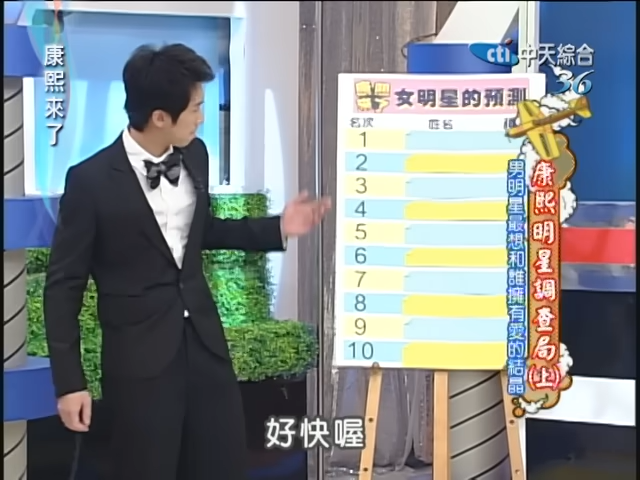 康熙來了
cti 中天綜合
36
女明星的預測
名次 姓名
1
2
3
4
5
6
7
8
9
10
康熙明星調查局(上)
男明星最想和誰擁有愛的結晶
好快喔